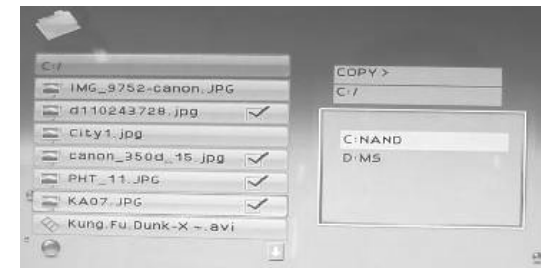 C:/
IMG_9752-canon.JPG
d110243728.jpg
City1.jpg
canon_350d_15.jpg
PHT_11.JPG
KA07.JPG
Kung.Fu.Dunk-X ~.avi
COPY >
C:/
C:NAND
D:MS